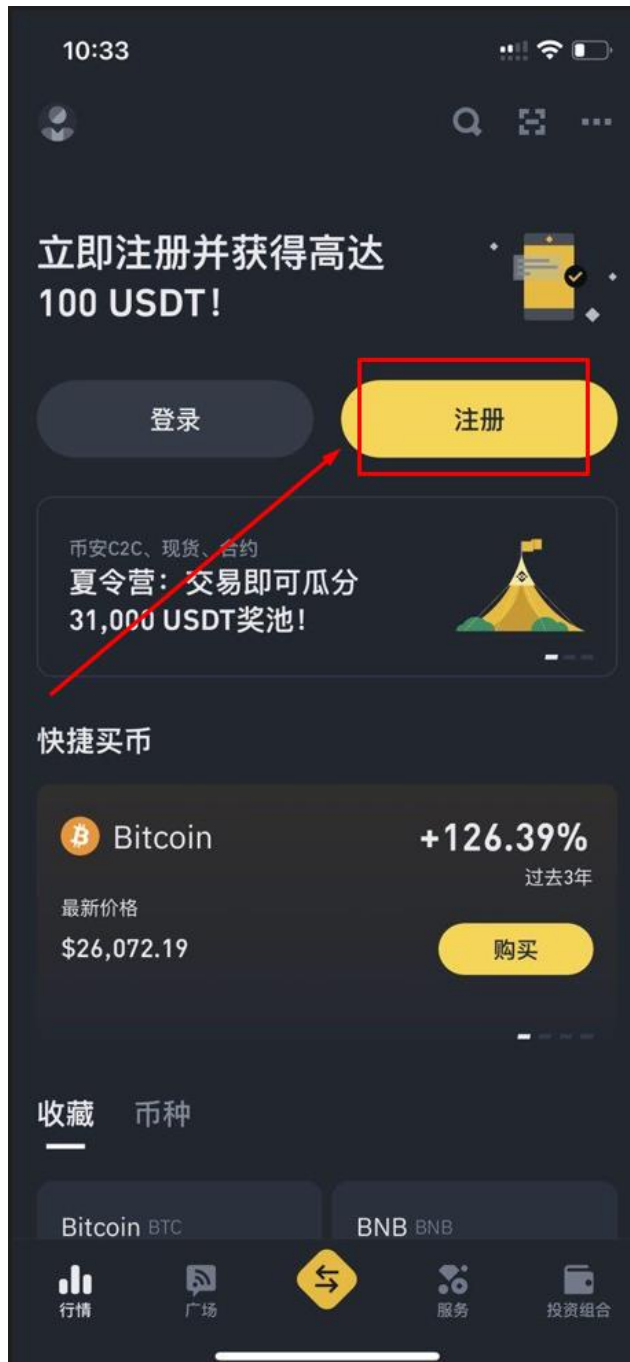 10:33
立即注册并获得高达
100 USDT!
登录
注册
币安C2C、现货、合约
夏令营：交易即可瓜分
31,000 USDT奖池！
快捷买币
Bitcoin
+126.39%
过去3年
最新价格
$26,072.19
购买
收藏
币种
Bitcoin BTC
BNB BNB
行情
广场
服务
投资组合